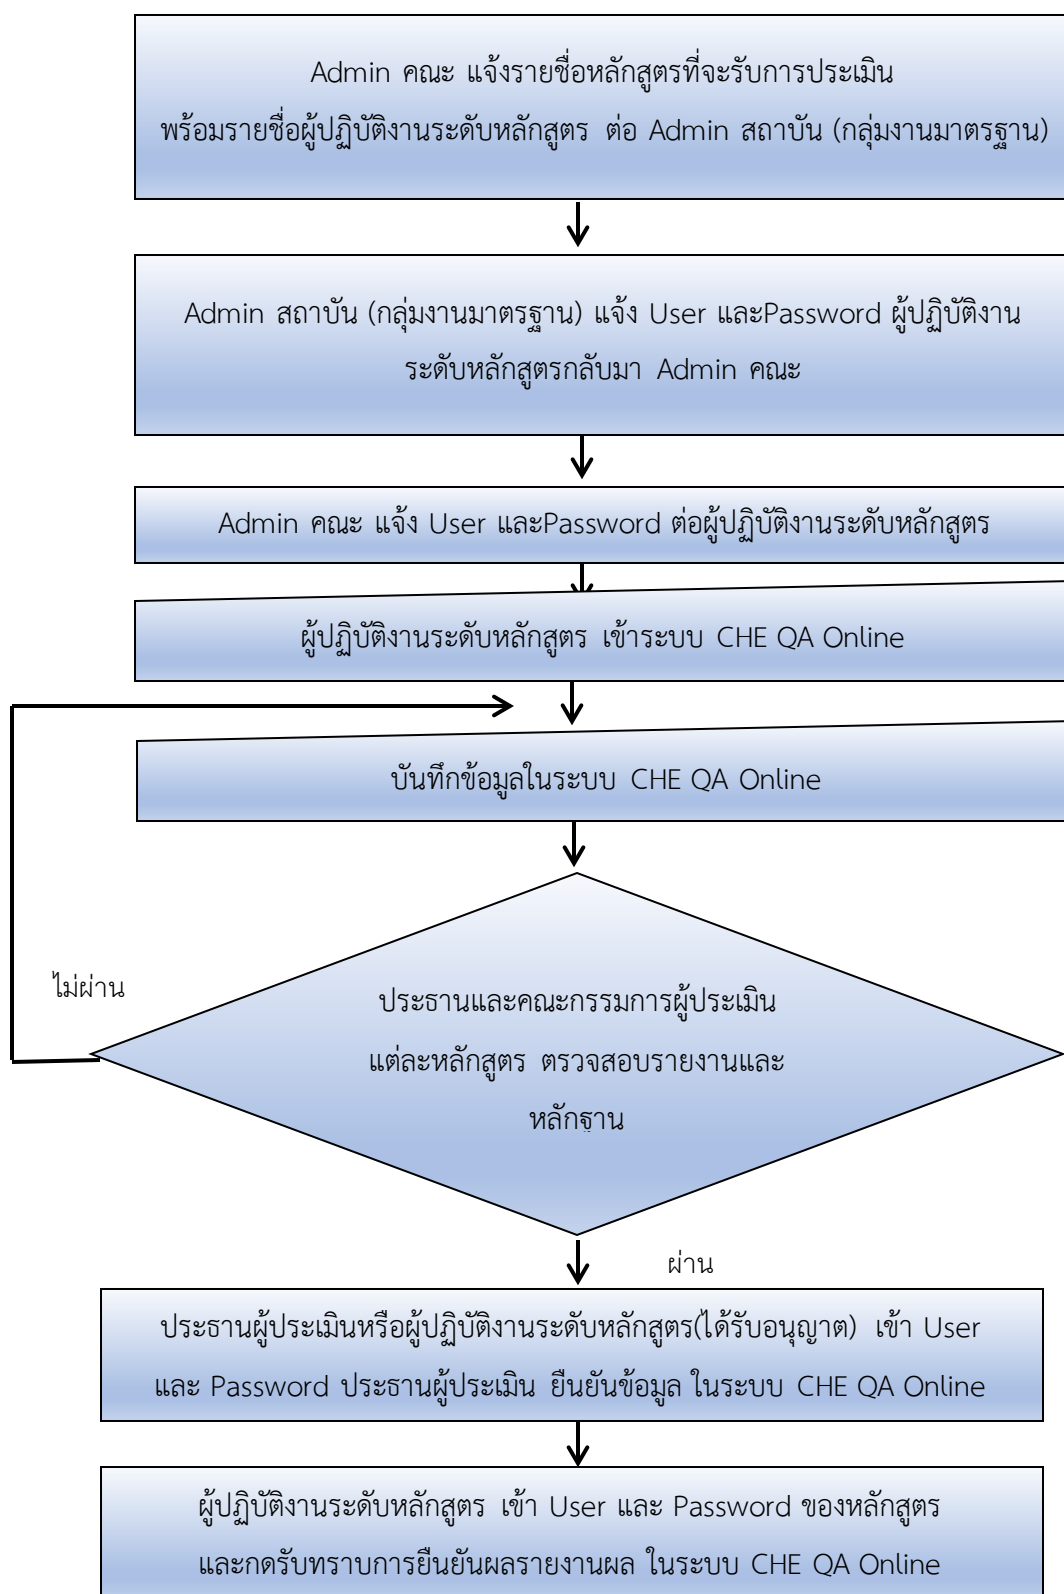 Admin คณะ แจ้งรายชื่อหลักสูตรที่จะรับการประเมิน
พร้อมรายชื่อผู้ปฏิบัติงานระดับหลักสูตร ต่อ Admin สถาบัน (กลุ่มงานมาตรฐาน)
Admin สถาบัน (กลุ่มงานมาตรฐาน) แจ้ง User และPassword ผู้ปฏิบัติงาน
ระดับหลักสูตรกลับมา Admin คณะ
Admin คณะ แจ้ง User และPassword ต่อผู้ปฏิบัติงานระดับหลักสูตร
ผู้ปฏิบัติงานระดับหลักสูตร เข้าระบบ CHE QA Online
บันทึกข้อมูลในระบบ CHE QA Online
ไม่ผ่าน
ประธานและคณะกรรมการผู้ประเมิน
แต่ละหลักสูตร ตรวจสอบรายงานและ
หลักฐาน
ผ่าน
ประธานผู้ประเมินหรือผู้ปฏิบัติงานระดับหลักสูตร(ได้รับอนุญาต) เข้า User
และ Password ประธานผู้ประเมิน ยืนยันข้อมูล ในระบบ CHE QA Online
ผู้ปฏิบัติงานระดับหลักสูตร เข้า User และ Password ของหลักสูตร
และกดรับทราบการยืนยันผลรายงานผล ในระบบ CHE QA Online